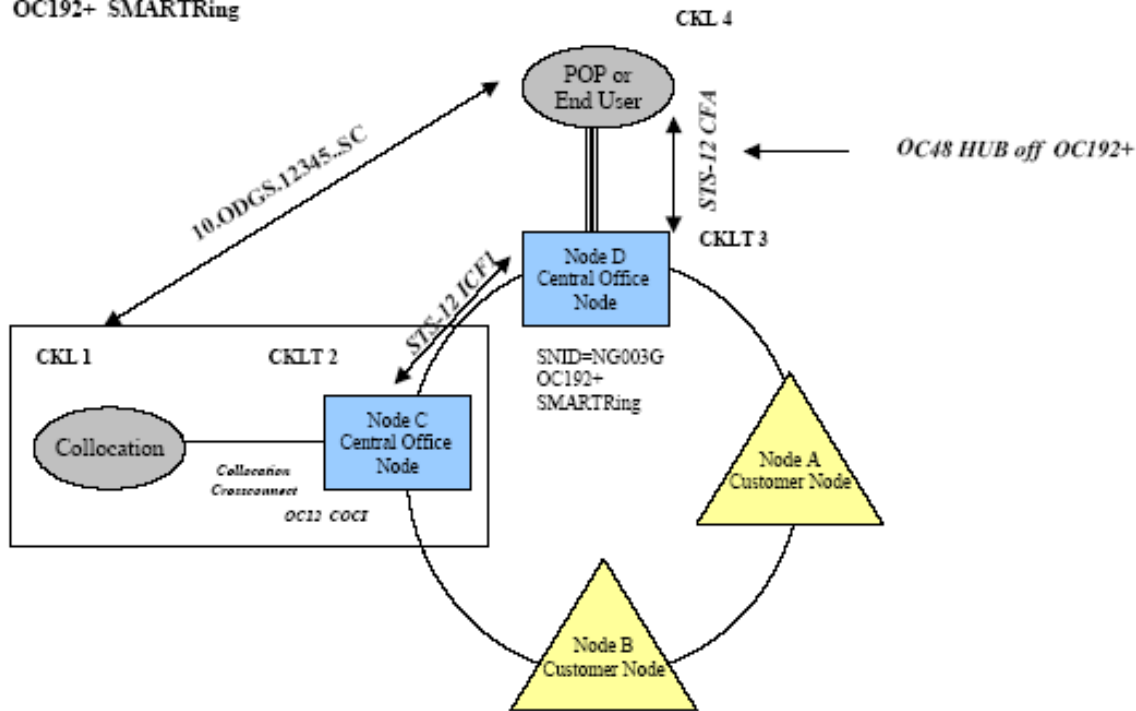 OC192+ SMARTRing
CKL 4
POP or
End User
STS-12 CFA
OC48 HUB off OC192+
10.ODGS.12345..SC
CKLT 3
Node D
Central Office
Node
STS-12 ICF1
SNID=NG003G
OC192+
SMARTRing
CKL 1
CKLT 2
Collocation
Node C
Central Office
Node
Collocation
Crossconnect
OC12 COCI
Node A
Customer Node
Node B
Customer Node